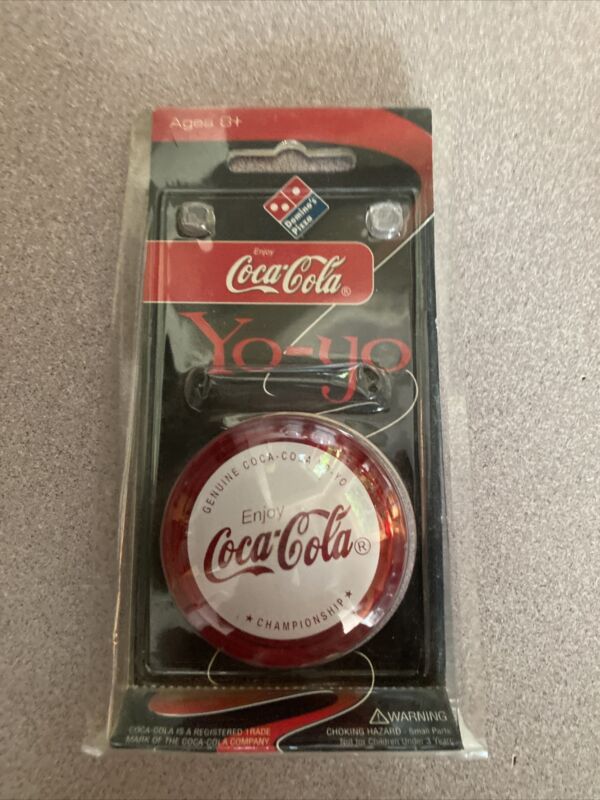 Ages 8+
Domino's
Pizza
Enjoy
Coca-Cola®
Yo-yo
GENUINE COCA-COLA YO-YO
Enjoy
Coca-Cola®
★ CHAMPIONSHIP ★
⚠WARNING
COCA-COLA IS A REGISTERED TRADE
MARK OF THE COCA-COLA COMPANY
CHOKING HAZARD - Small Parts
Not for Children Under 3 Years